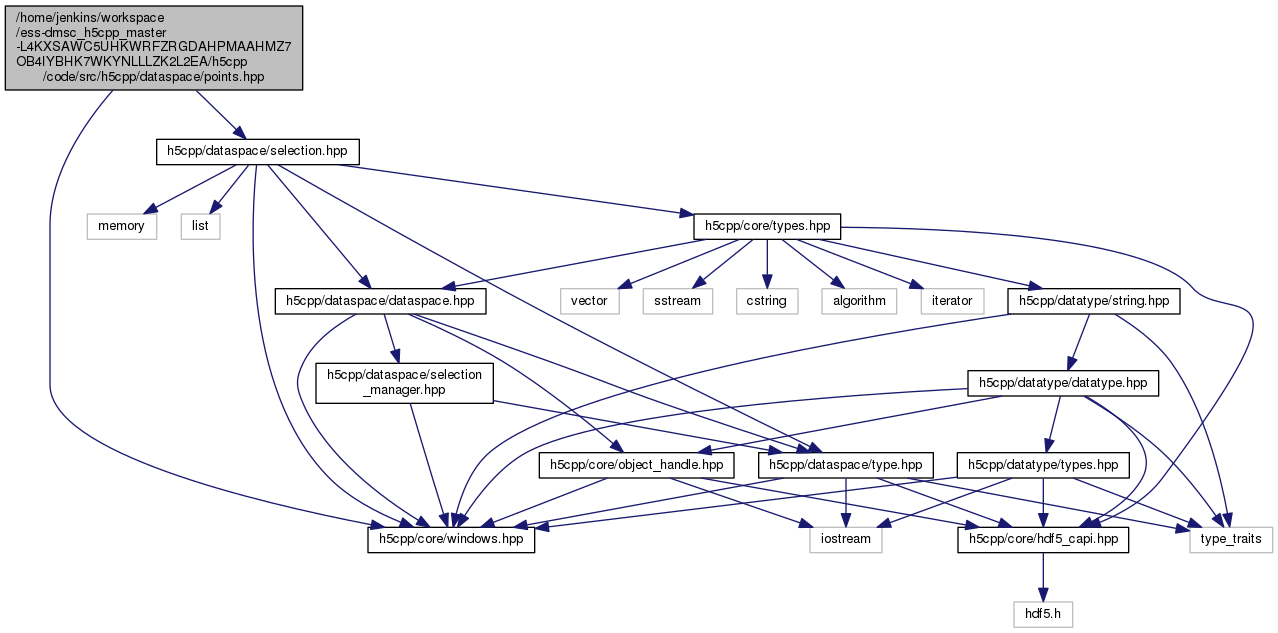 /home/jenkins/workspace
/ess-dmsc_h5cpp_master
-L4KXSAWC5UHKWRFZRGDAHPMAAHMZ7
OB4IYBHK7WKYNLLLZK2L2EA/h5cpp
/code/src/h5cpp/dataspace/points.hpp
h5cpp/dataspace/selection.hpp
memory
list
h5cpp/core/types.hpp
h5cpp/dataspace/dataspace.hpp
vector
sstream
cstring
algorithm
iterator
h5cpp/datatype/string.hpp
h5cpp/dataspace/selection
_manager.hpp
h5cpp/datatype/datatype.hpp
h5cpp/core/object_handle.hpp
h5cpp/dataspace/type.hpp
h5cpp/datatype/types.hpp
h5cpp/core/windows.hpp
iostream
h5cpp/core/hdf5_capi.hpp
type_traits
hdf5.h